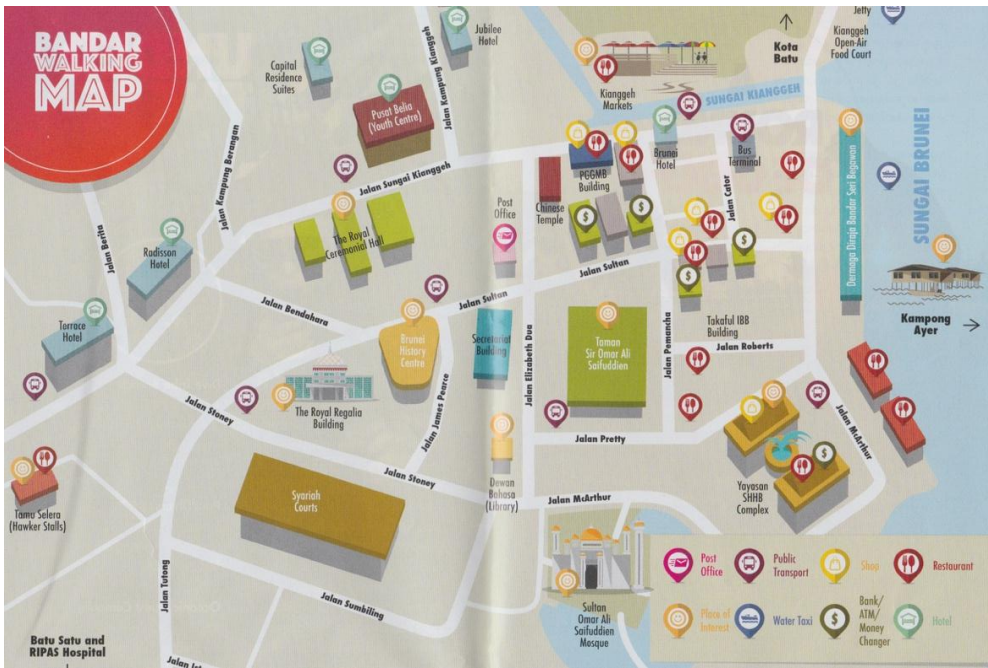 BANDAR
WALKING
MAP
Jubilee
Hotel
Capital
Residence
Suites
Pusat Belia
(Youth Centre)
Jalan Kampung Kianggeh
Jalan Kampung Berangan
Jalan Sungai Kianggeh
Kianggeh
Markets
SUNGAI KIANGGEH
Kota
Batu
Jetty
Kianggeh
Open-Air
Food Court
SUNGAI BRUNEI
Dermaga Diraja Bandar Seri Begawan
Brunei
Hotel
Bus
Terminal
Jalan Cator
PGGMB
Building
Chinese
Temple
Post
Office
The Royal
Ceremonial Hall
Radisson
Hotel
Jalan Berita
Terrace
Hotel
Jalan Bendahara
Jalan Sultan
Jalan Sultan
Kampong
Ayer
Takaful IBB
Building
Jalan Roberts
Jalan Pemancha
Taman
Sir Omar Ali
Saifuddien
Jalan Elizabeth Dua
Secretariat
Building
Brunei
History
Centre
The Royal Regalia
Building
Jalan James Pearce
Jalan Stoney
Jalan Stoney
Jalan Pretty
Jalan McArthur
Jalan McArthur
Yayasan
SHHB
Complex
Dewan
Bahasa
(Library)
Syariah
Courts
Tamu Selera
(Hawker Stalls)
Jalan Tutong
Jalan Sumbiling
Sultan
Omar Ali
Saifuddien
Mosque
Batu Satu and
RIPAS Hospital
Post
Office
Public
Transport
Shop
Restaurant
Place of
Interest
Water Taxi
Bank/
ATM/
Money
Changer
Hotel